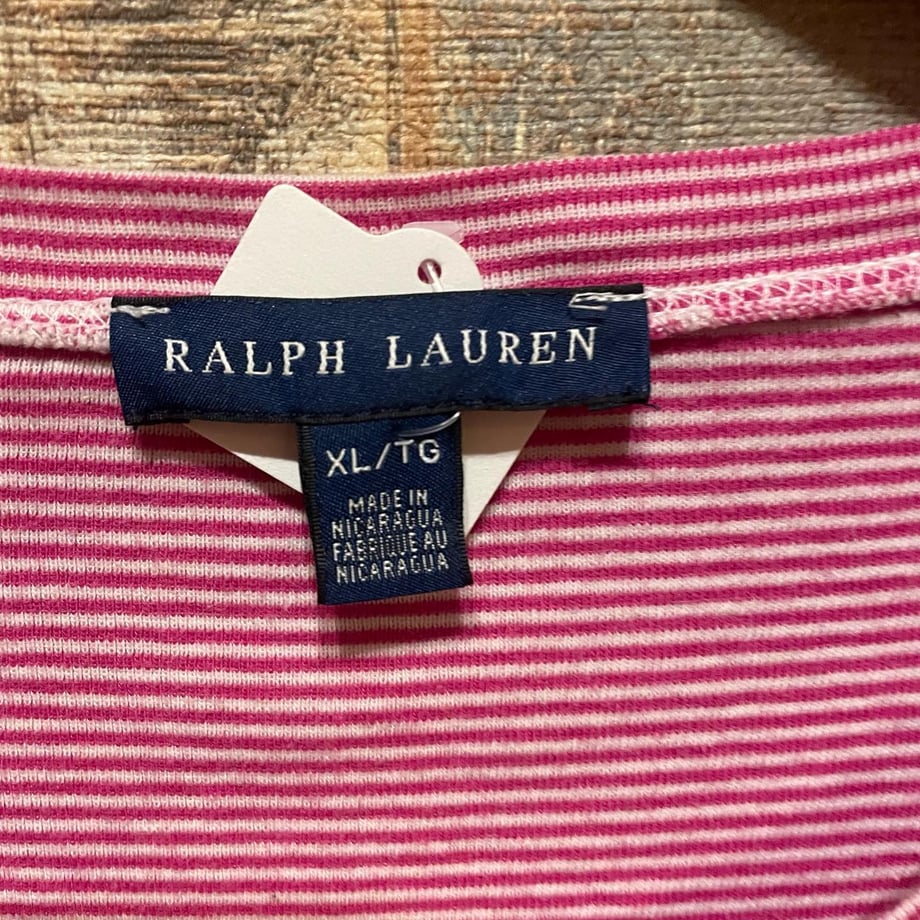 RALPH LAUREN
XL/TG
MADE IN
NICARAGUA
FABRIQUE AU
NICARAGUA